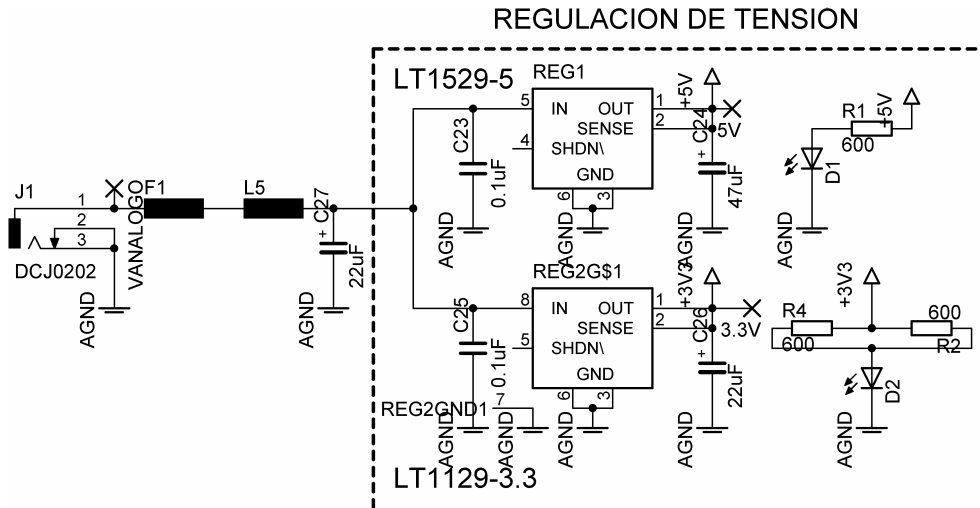 REGULACION DE TENSION
LT1529-5
REG1
5 IN OUT 1
SENSE 2
4 SHDN\
GND
6 3
C23
0.1uF
AGND
AGND
+5V
C24
5V
47uF
AGND
R1
+5V
600
D1
AGND
J1
1
2
3
DCJ0202
AGND
VANALOGO
F1
L5
C27
22uF
AGND
REG2G$1
8 IN OUT 1
SENSE 2
5 SHDN\
GND
6 3
C25
0.1uF
AGND
REG2GND1 7
AGND
AGND
+3V3
C26
3.3V
22uF
AGND
+3V3
R4
600
600
R2
D2
AGND
LT1129-3.3